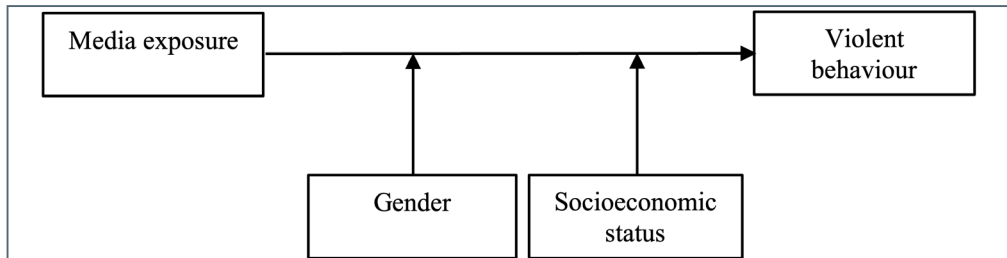 Media exposure
Violent
behaviour
Gender
Socioeconomic
status